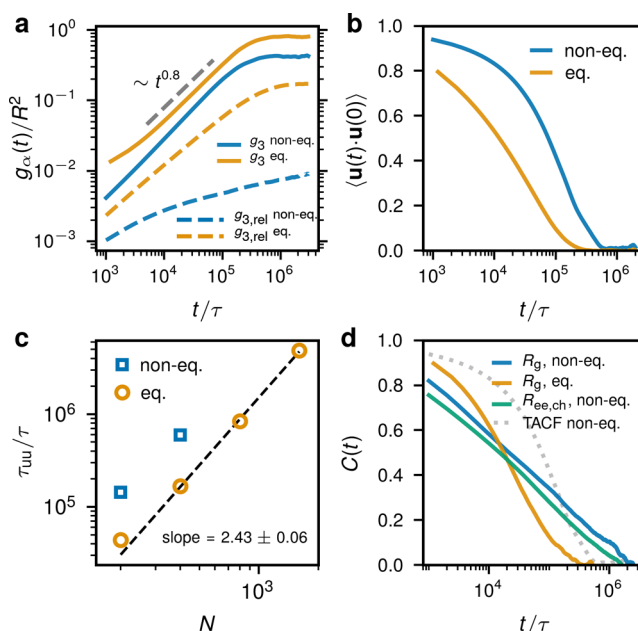 a
10^0
10^-1
10^-2
10^-3
g_α(t)/R^2
~ t^0.8
g_3 non-eq.
g_3 eq.
g_3,rel non-eq.
g_3,rel eq.
10^3 10^4 10^5 10^6
t/τ
b
1.0
0.8
0.6
0.4
0.2
0.0
⟨u(t)·u(0)⟩
non-eq.
eq.
10^3 10^4 10^5 10^6
t/τ
c
10^6
10^5
τ_uu/τ
non-eq.
eq.
slope = 2.43 ± 0.06
10^3
N
d
1.0
0.8
0.6
0.4
0.2
0.0
C(t)
R_g, non-eq.
R_g, eq.
R_ee,ch, non-eq.
TACF non-eq.
10^4 10^6
t/τ